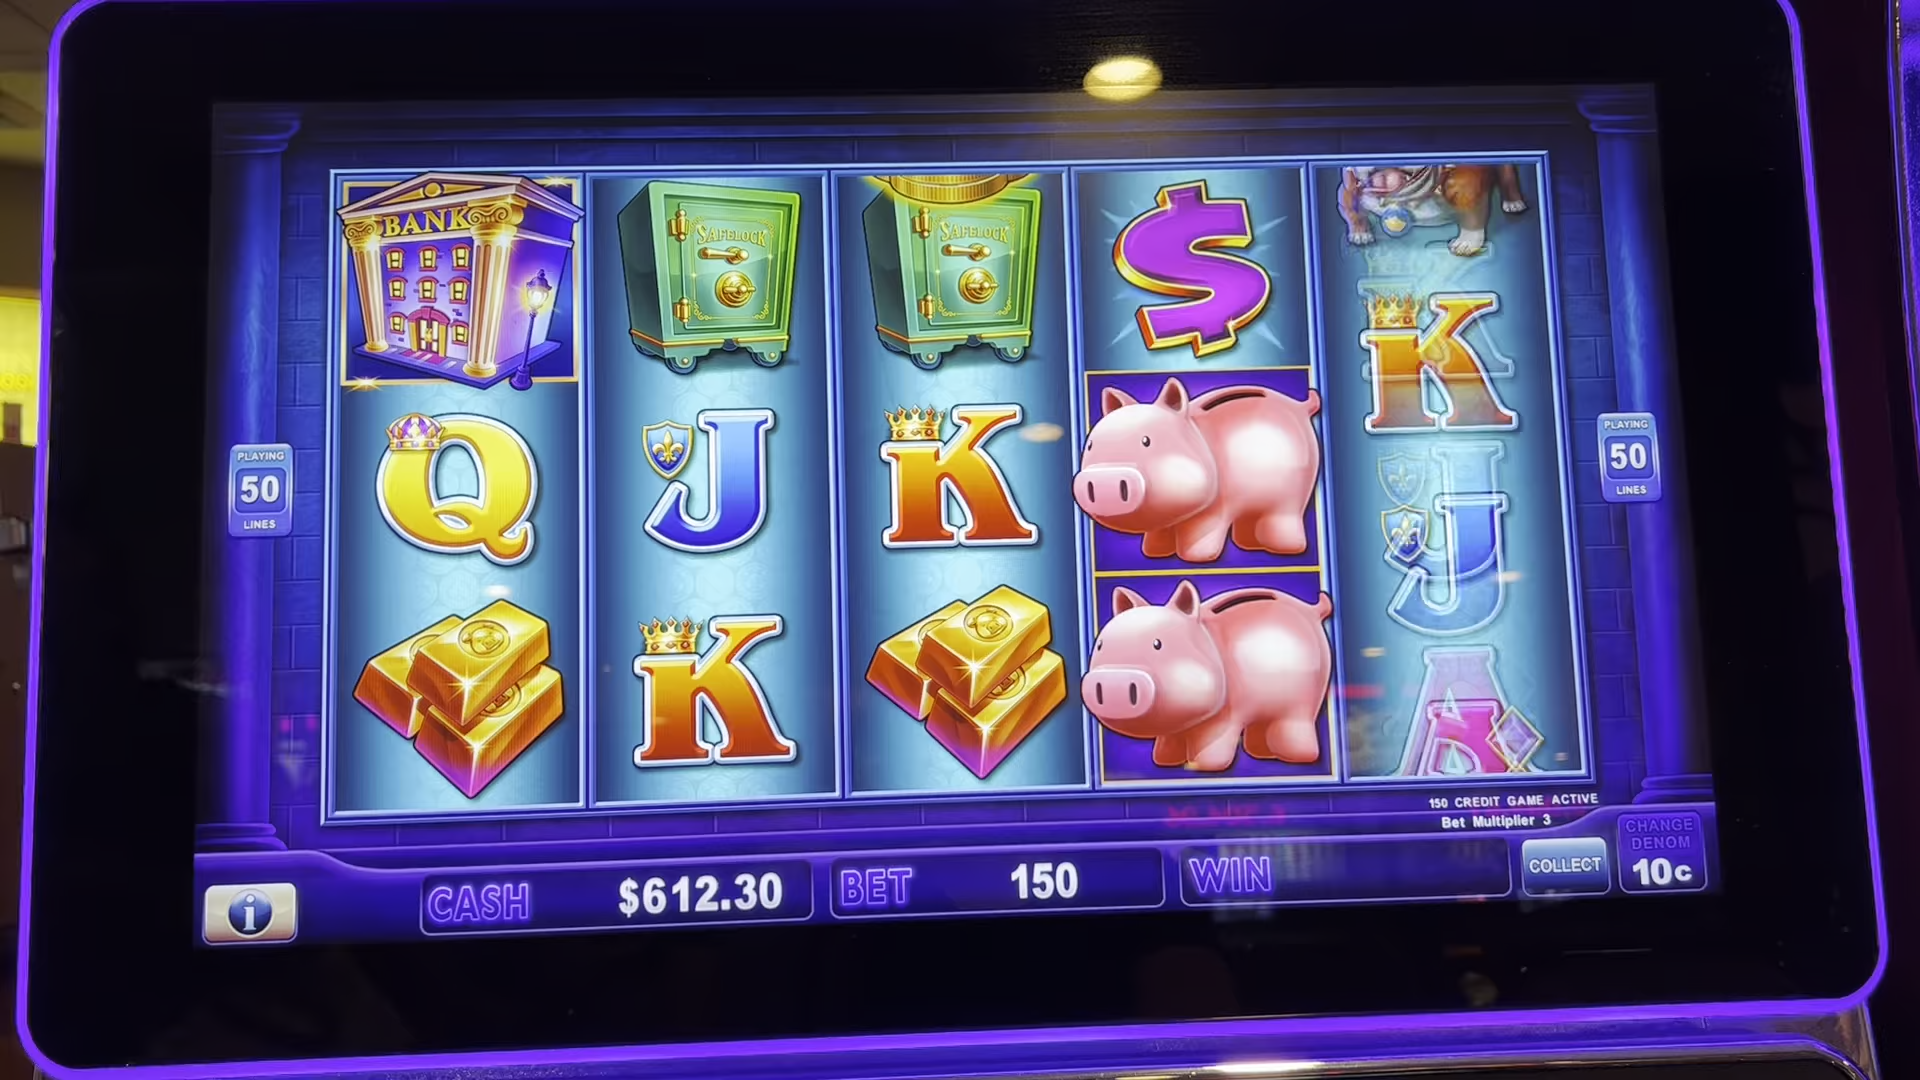 BANK
SAFELOCK
SAFELOCK
K
Q
J
K
J
K
A
PLAYING
50
LINES
PLAYING
50
LINES
150 CREDIT GAME ACTIVE
Bet Multiplier 3
CASH $612.30
BET 150
WIN
COLLECT
CHANGE
DENOM
10¢
i